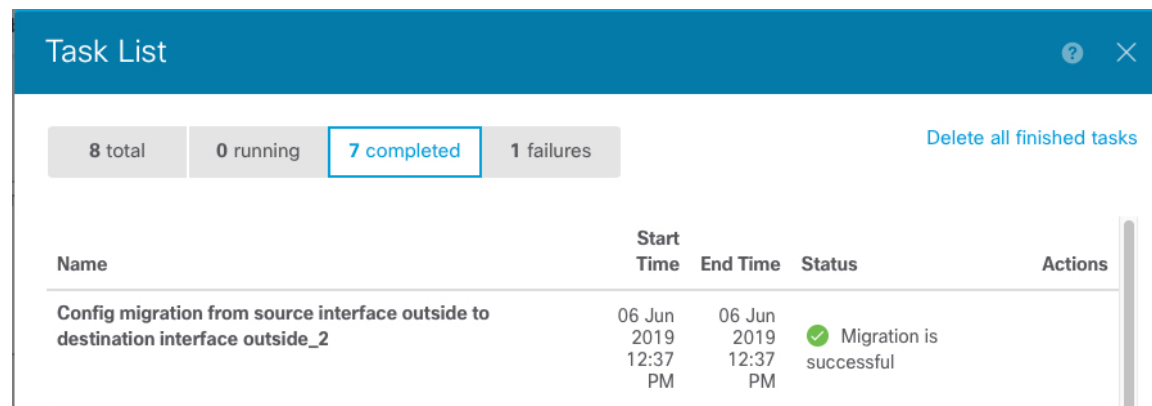 Task List
8 total 0 running 7 completed 1 failures
Delete all finished tasks
Name Start Time End Time Status Actions
Config migration from source interface outside to
destination interface outside_2
06 Jun
2019
12:37
PM
06 Jun
2019
12:37
PM
Migration is
successful